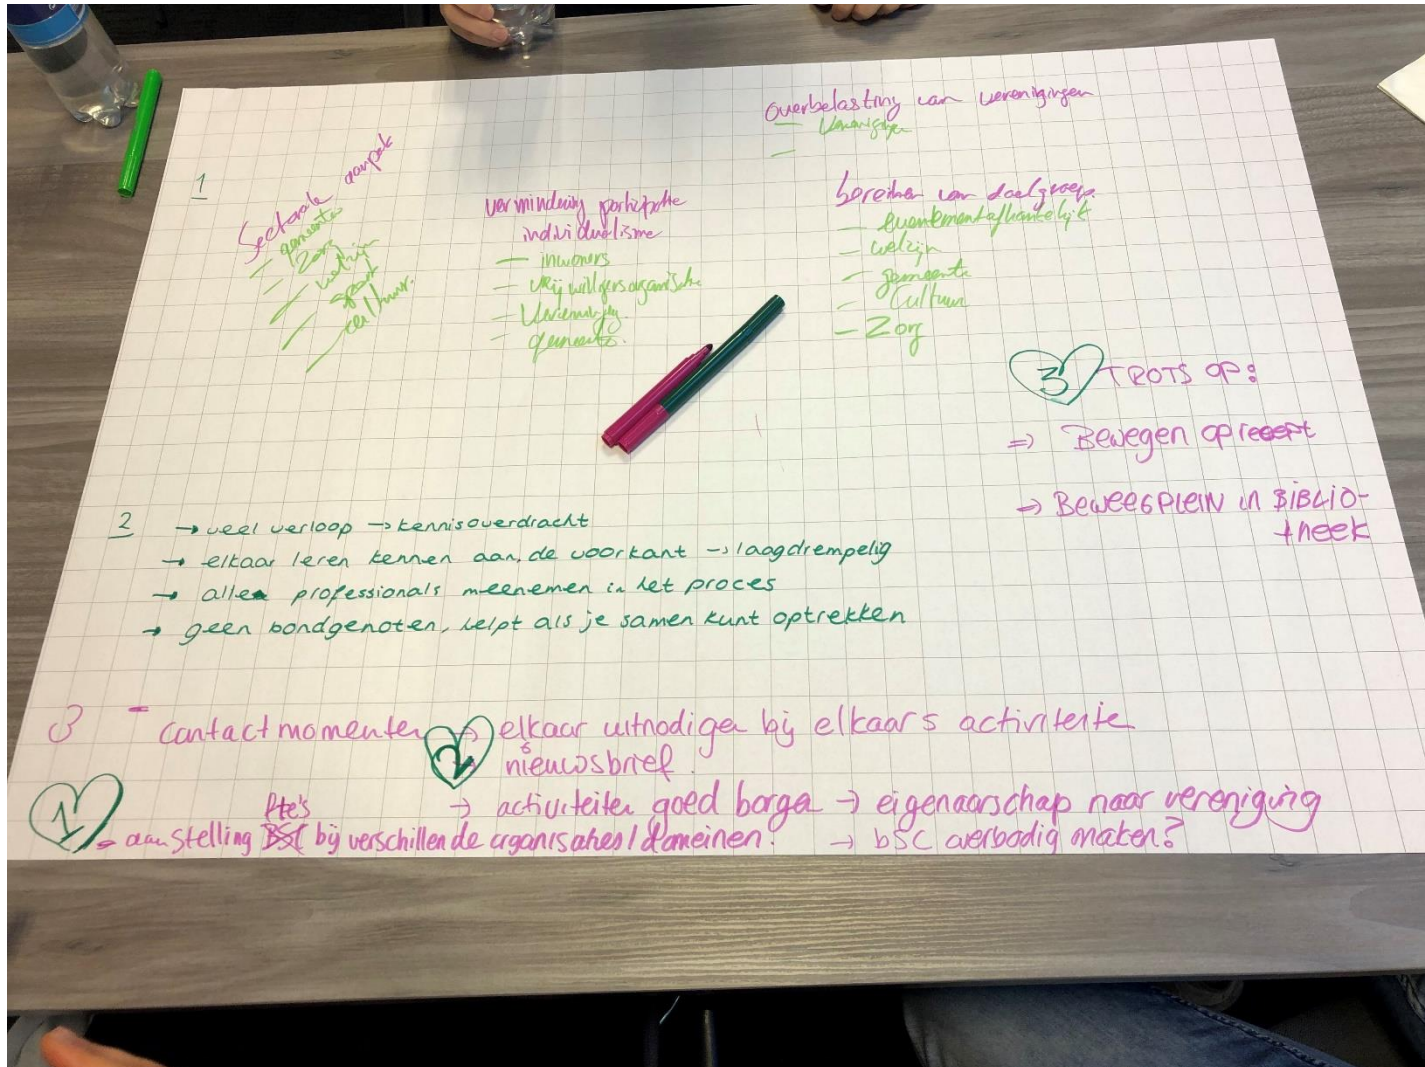 overbelasting van verenigingen
— Verenigingen
—
1
Sectorale aanpak
— gemeente
— Zorg
— welzijn
— sport
— cultuur.
vermindering participatie
individualisme
— inwoners
— vrijwilligersorganisatie
— Vereniging
— gemeente.
bereiken van doelgroep.
— evenementafhankelijk
— welzijn
— gemeente
— Cultuur
— Zorg
3 TROTS OP:
=> Bewegen op recept
-> BEWEEGPLEIN in BIBLIO-
theek
2 → veel verloop → kennisoverdracht
→ elkaar leren kennen aan de voorkant → laagdrempelig
→ alle professionals meenemen in het proces
→ geen bondgenoten, helpt als je samen kunt optrekken
3 - contactmomenten → elkaar uitnodigen bij elkaars activiteite
2 nieuwsbrief.
→ activiteiten goed borgen → eigenaarschap naar vereniging
1 - aanstelling fte's bij verschillende organisaties/domeinen.
→ bSC overbodig maken?